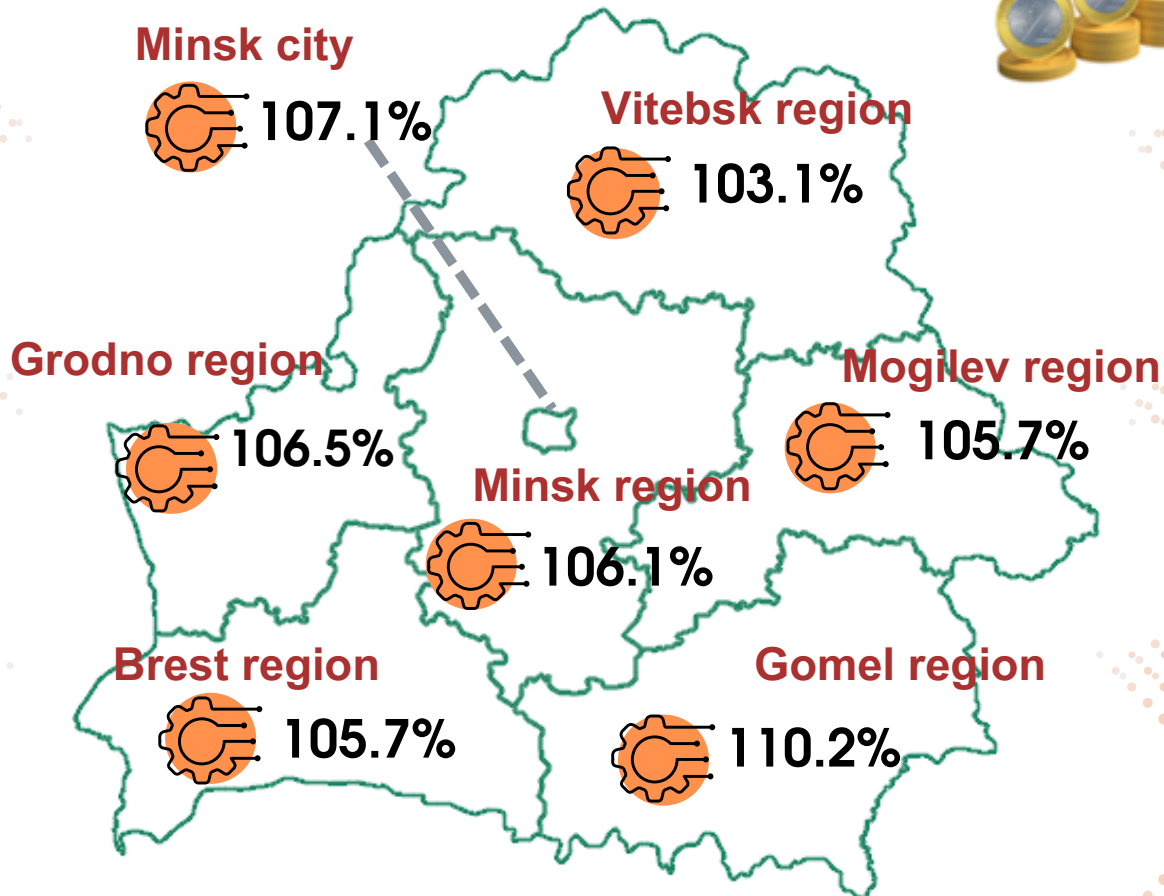 Minsk city
107.1%
Vitebsk region
103.1%
Grodno region
106.5%
Mogilev region
105.7%
Minsk region
106.1%
Brest region
105.7%
Gomel region
110.2%